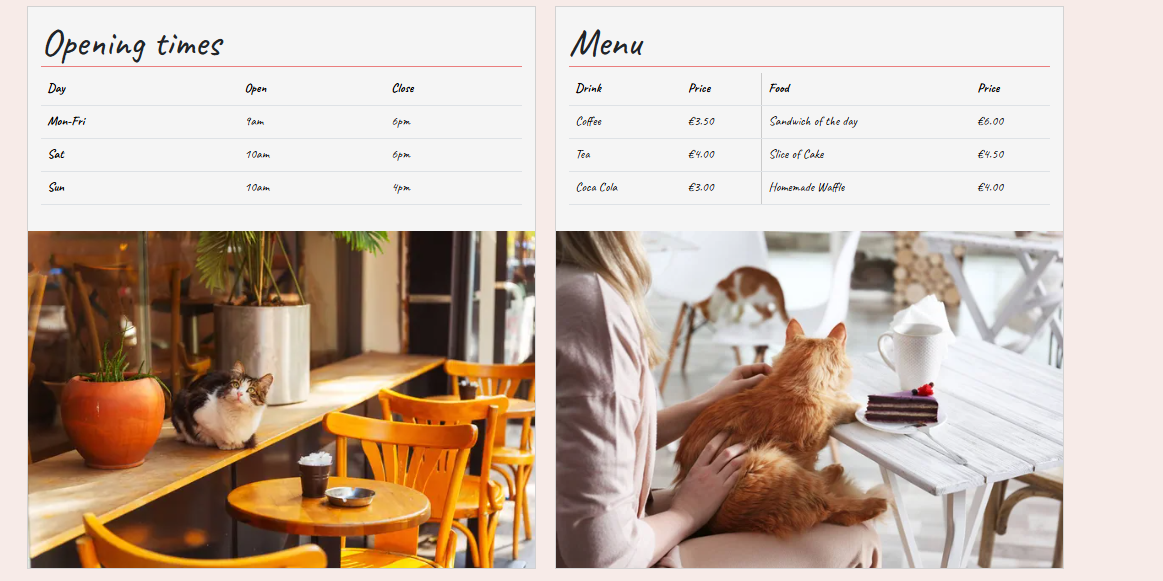 Opening times
Day Open Close
Mon-Fri 9am 6pm
Sat 10am 6pm
Sun 10am 4pm
Menu
Drink Price Food Price
Coffee €3.50 Sandwich of the day €6.00
Tea €4.00 Slice of Cake €4.50
Coca Cola €3.00 Homemade Waffle €4.00